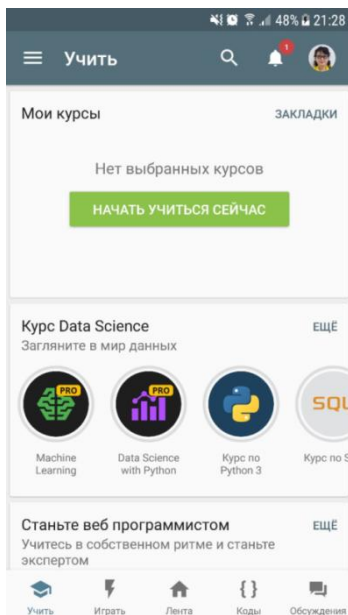 48% 21:28
Учить
1
Мои курсы
ЗАКЛАДКИ
Нет выбранных курсов
НАЧАТЬ УЧИТЬСЯ СЕЙЧАС
Курс Data Science
ЕЩЁ
Загляните в мир данных
PRO
PRO
SQL
Machine
Learning
Data Science
with Python
Курс по
Python 3
Курс по S
Станьте веб программистом
ЕЩЁ
Учитесь в собственном ритме и станьте
экспертом
{ }
Учить
Играть
Лента
Коды
Обсуждения